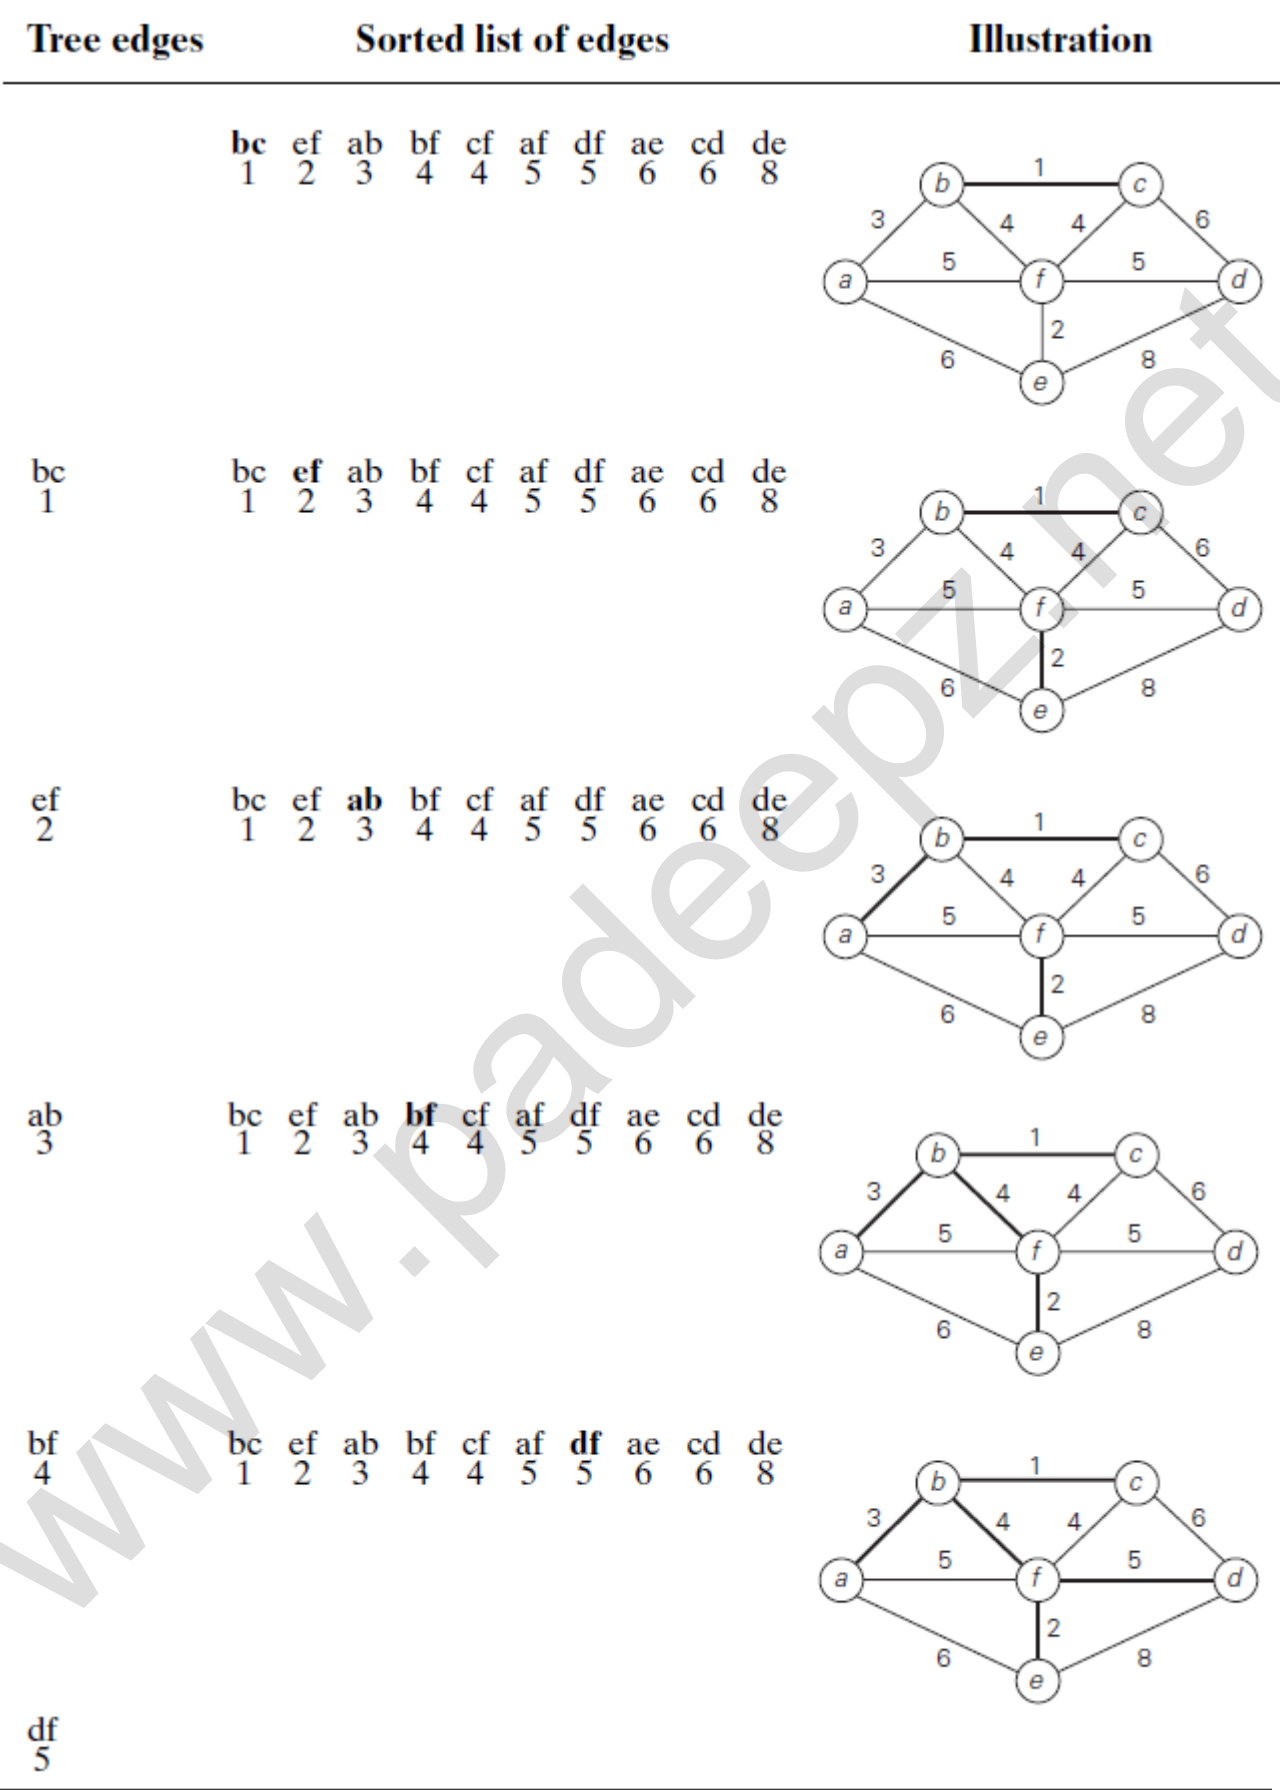 Tree edges Sorted list of edges Illustration
bc ef ab bf cf af df ae cd de
1 2 3 4 4 5 5 6 6 8
1
b c
3 4 4 6
5 5
a f d
2
6 8
e
bc bc ef ab bf cf af df ae cd de
1 1 2 3 4 4 5 5 6 6 8
1
b c
3 4 4 6
5 5
a f d
2
6 8
e
ef bc ef ab bf cf af df ae cd de
2 1 2 3 4 4 5 5 6 6 8
1
b c
3 4 4 6
5 5
a f d
2
6 8
e
ab bc ef ab bf cf af df ae cd de
3 1 2 3 4 4 5 5 6 6 8
1
b c
3 4 4 6
5 5
a f d
2
6 8
e
bf bc ef ab bf cf af df ae cd de
4 1 2 3 4 4 5 5 6 6 8
1
b c
3 4 4 6
5 5
a f d
2
6 8
e
df
5
www.padeepz.net